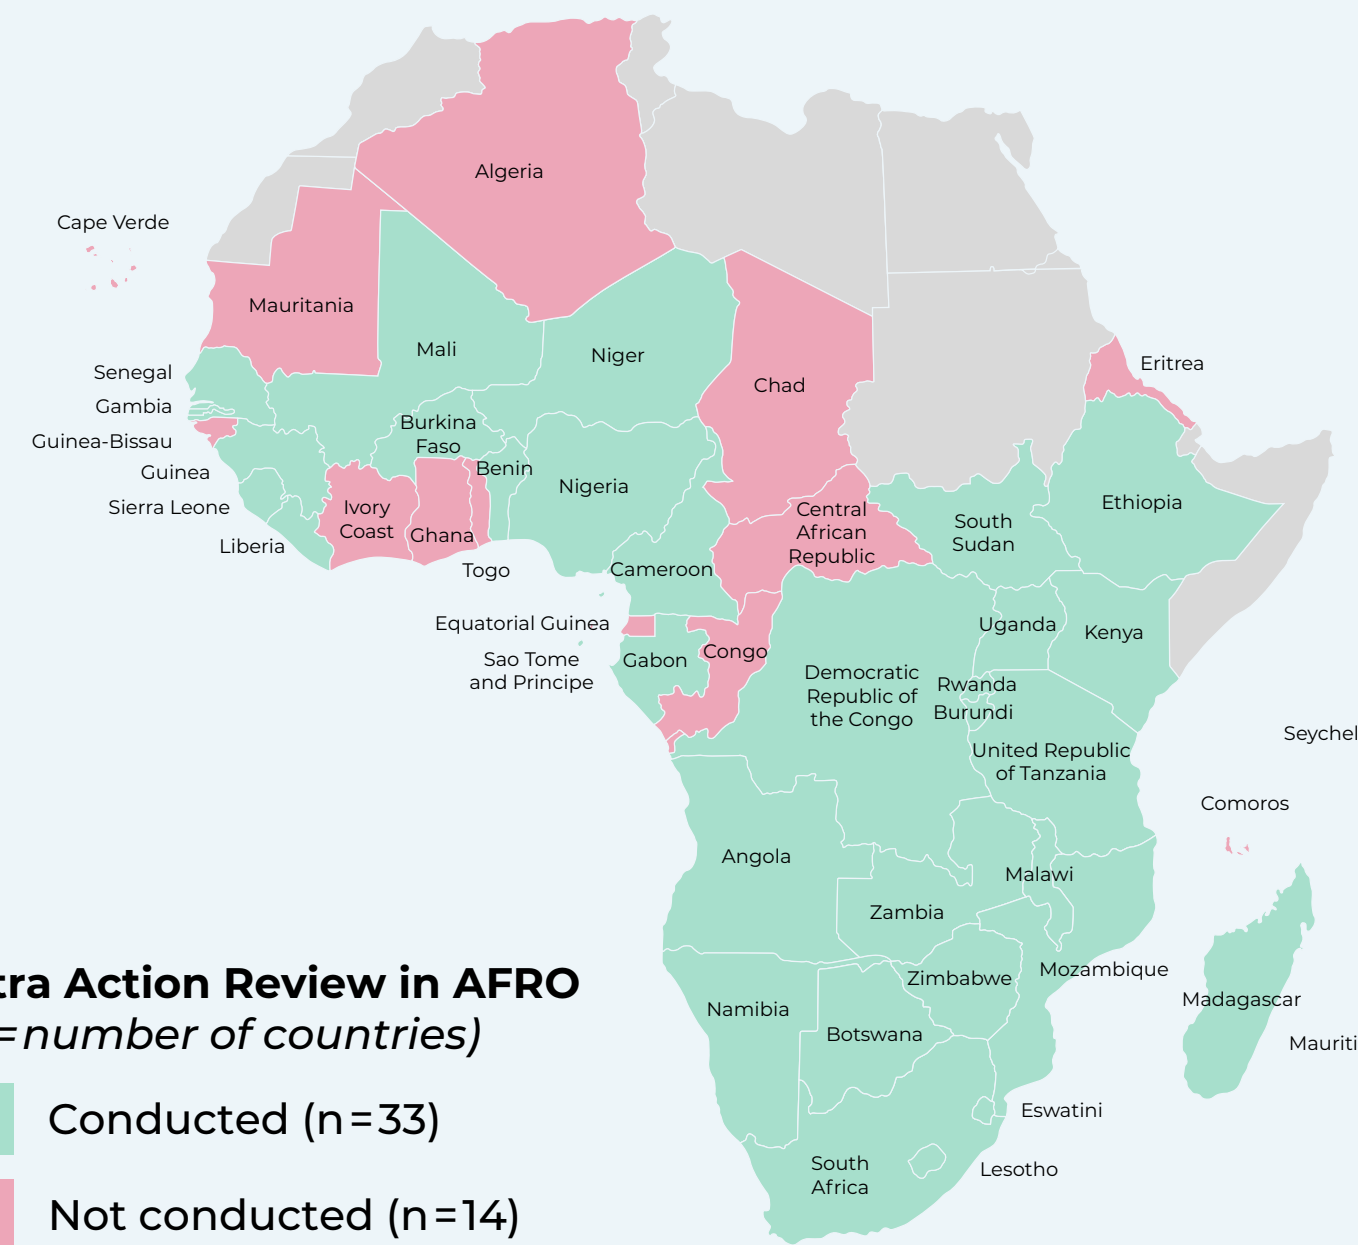 Algeria
Cape Verde
Mauritania
Mali
Niger
Eritrea
Senegal
Chad
Gambia
Burkina
Faso
Guinea-Bissau
Benin
Guinea
Nigeria
Ethiopia
Sierra Leone
Ivory
Coast
Ghana
Central
African
Republic
South
Sudan
Liberia
Togo
Cameroon
Equatorial Guinea
Uganda
Kenya
Sao Tome
and Principe
Gabon
Congo
Democratic
Republic of
the Congo
Rwanda
Burundi
United Republic
of Tanzania
Seychel
Comoros
Angola
Malawi
Zambia
Zimbabwe
Mozambique
Madagascar
Namibia
Botswana
Mauriti
Eswatini
South
Africa
Lesotho
tra Action Review in AFRO
=number of countries)
Conducted (n=33)
Not conducted (n=14)